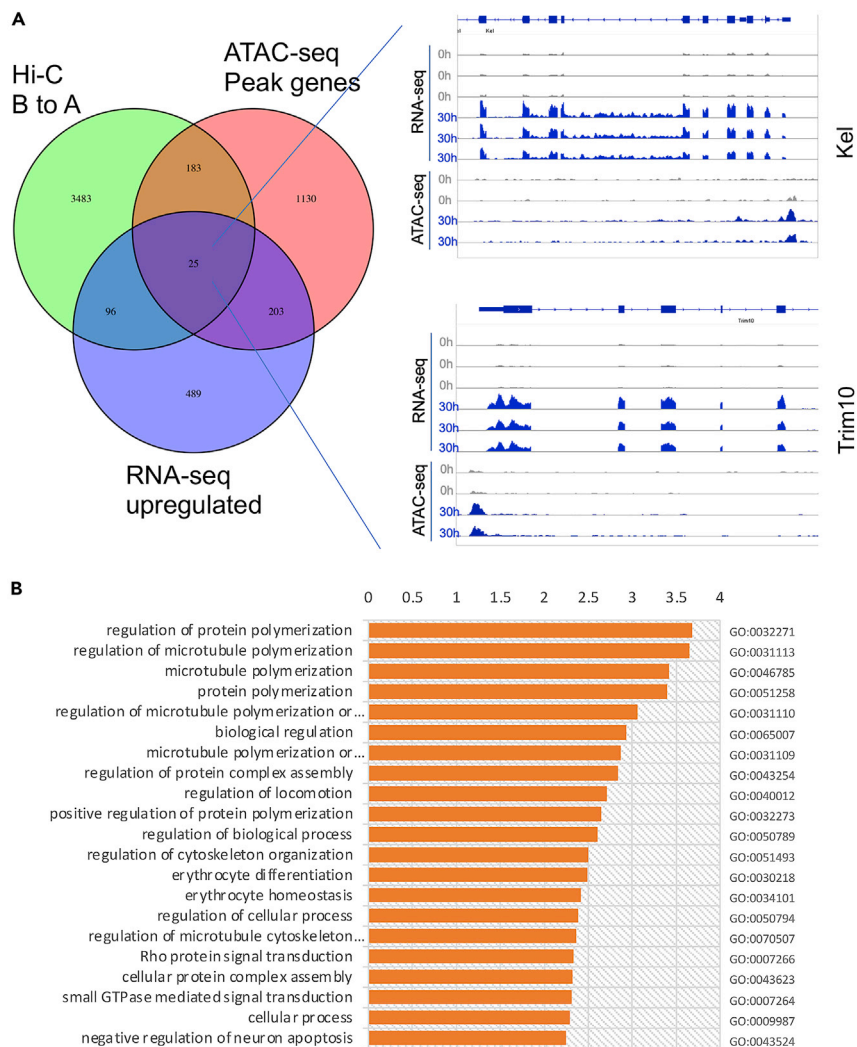 A
Hi-C
B to A
ATAC-seq
Peak genes
183
3483
1130
25
96
203
489
RNA-seq
upregulated
Kel
RNA-seq
0h
0h
0h
30h
30h
30h
ATAC-seq
0h
0h
30h
30h
Kel
Trim10
RNA-seq
0h
0h
0h
30h
30h
30h
ATAC-seq
0h
0h
30h
30h
Trim10
B
0 0.5 1 1.5 2 2.5 3 3.5 4
regulation of protein polymerization GO:0032271
regulation of microtubule polymerization GO:0031113
microtubule polymerization GO:0046785
protein polymerization GO:0051258
regulation of microtubule polymerization or... GO:0031110
biological regulation GO:0065007
microtubule polymerization or... GO:0031109
regulation of protein complex assembly GO:0043254
regulation of locomotion GO:0040012
positive regulation of protein polymerization GO:0032273
regulation of biological process GO:0050789
regulation of cytoskeleton organization GO:0051493
erythrocyte differentiation GO:0030218
erythrocyte homeostasis GO:0034101
regulation of cellular process GO:0050794
regulation of microtubule cytoskeleton... GO:0070507
Rho protein signal transduction GO:0007266
cellular protein complex assembly GO:0043623
small GTPase mediated signal transduction GO:0007264
cellular process GO:0009987
negative regulation of neuron apoptosis GO:0043524